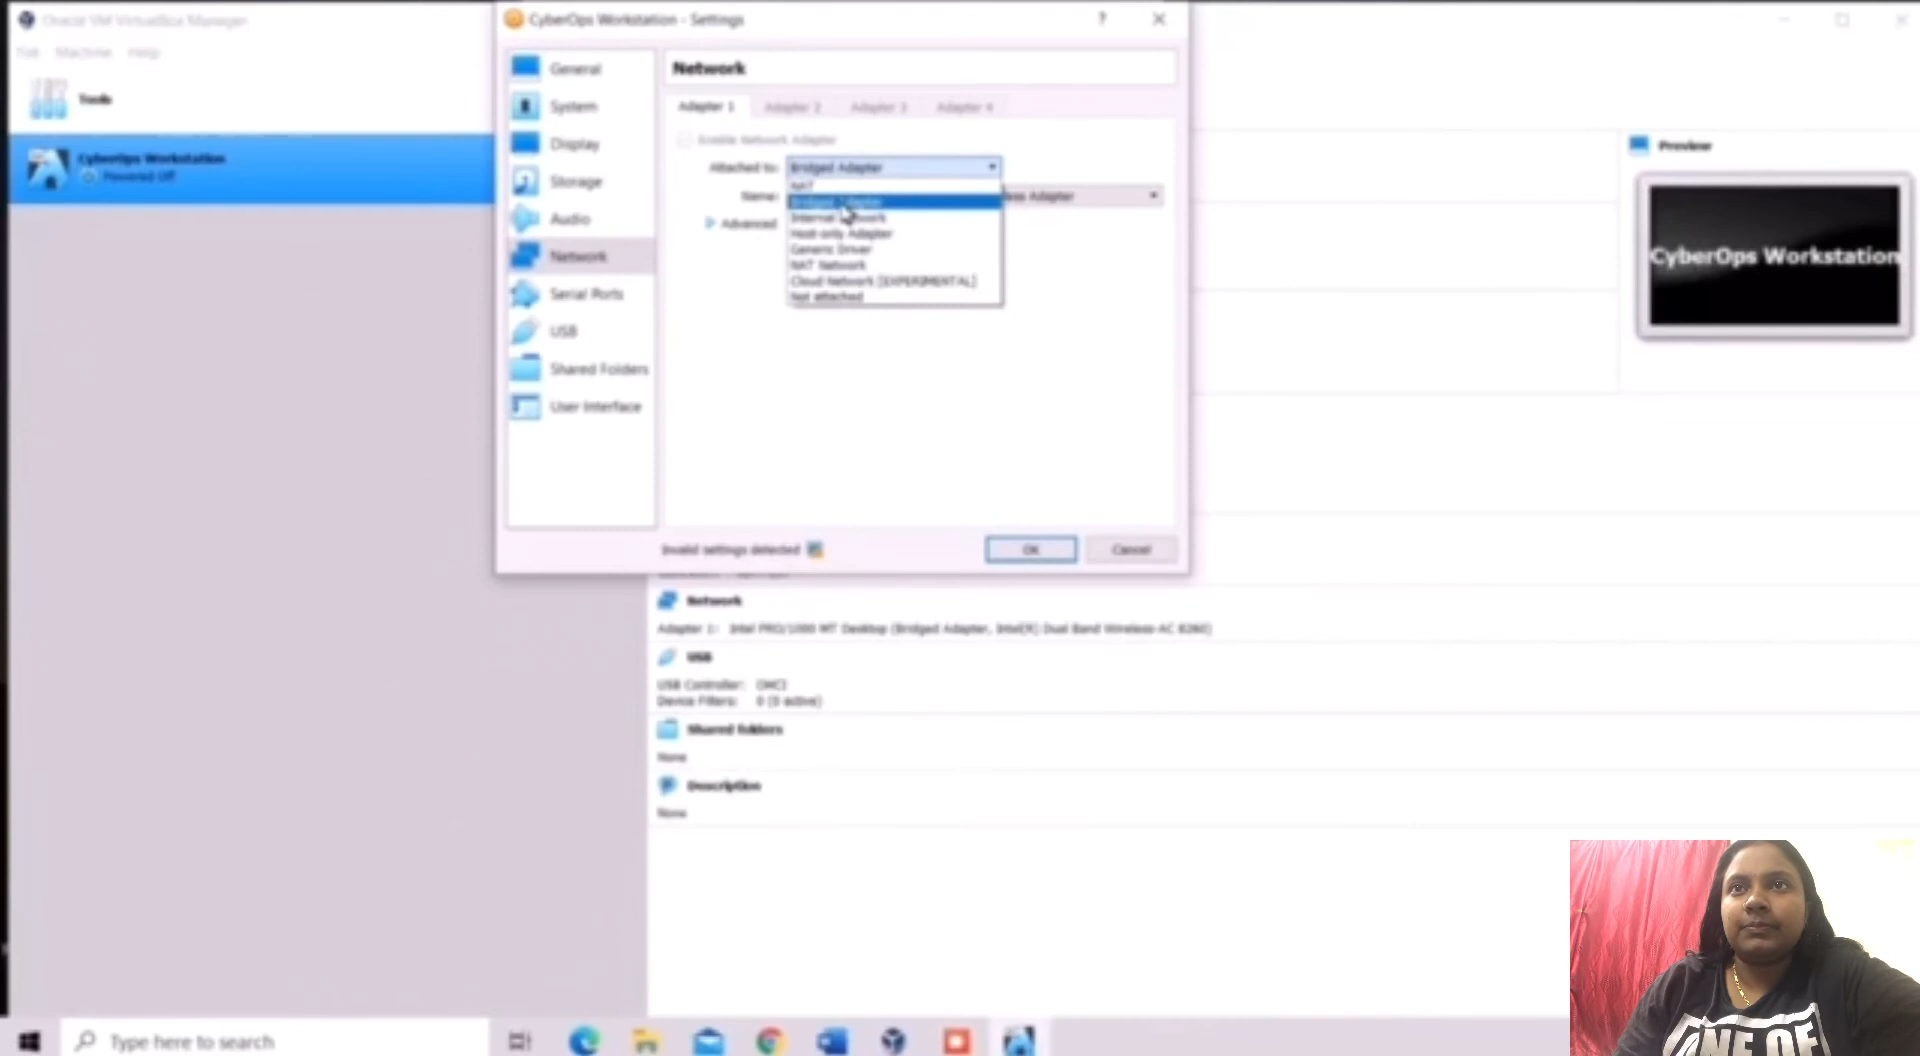 Oracle VM VirtualBox Manager
File Machine Help
Tools
CyberOps Workstation
Powered Off
CyberOps Workstation - Settings
?
General
System
Display
Storage
Audio
Network
Serial Ports
USB
Shared Folders
User Interface
Network
Adapter 1 Adapter 2 Adapter 3 Adapter 4
Enable Network Adapter
Attached to: Bridged Adapter
Name: Adapter
Advanced
NAT
Bridged Adapter
Internal Network
Host-only Adapter
Generic Driver
NAT Network
Cloud Network [EXPERIMENTAL]
Not attached
Invalid settings detected
OK Cancel
Preview
CyberOps Workstation
Network
Adapter 1: Intel PRO/1000 MT Desktop (Bridged Adapter, Intel(R) Dual Band Wireless-AC 8260)
USB
USB Controller: OHCI
Device Filters: 0 (0 active)
Shared folders
None
Description
None
Type here to search
ONE OF